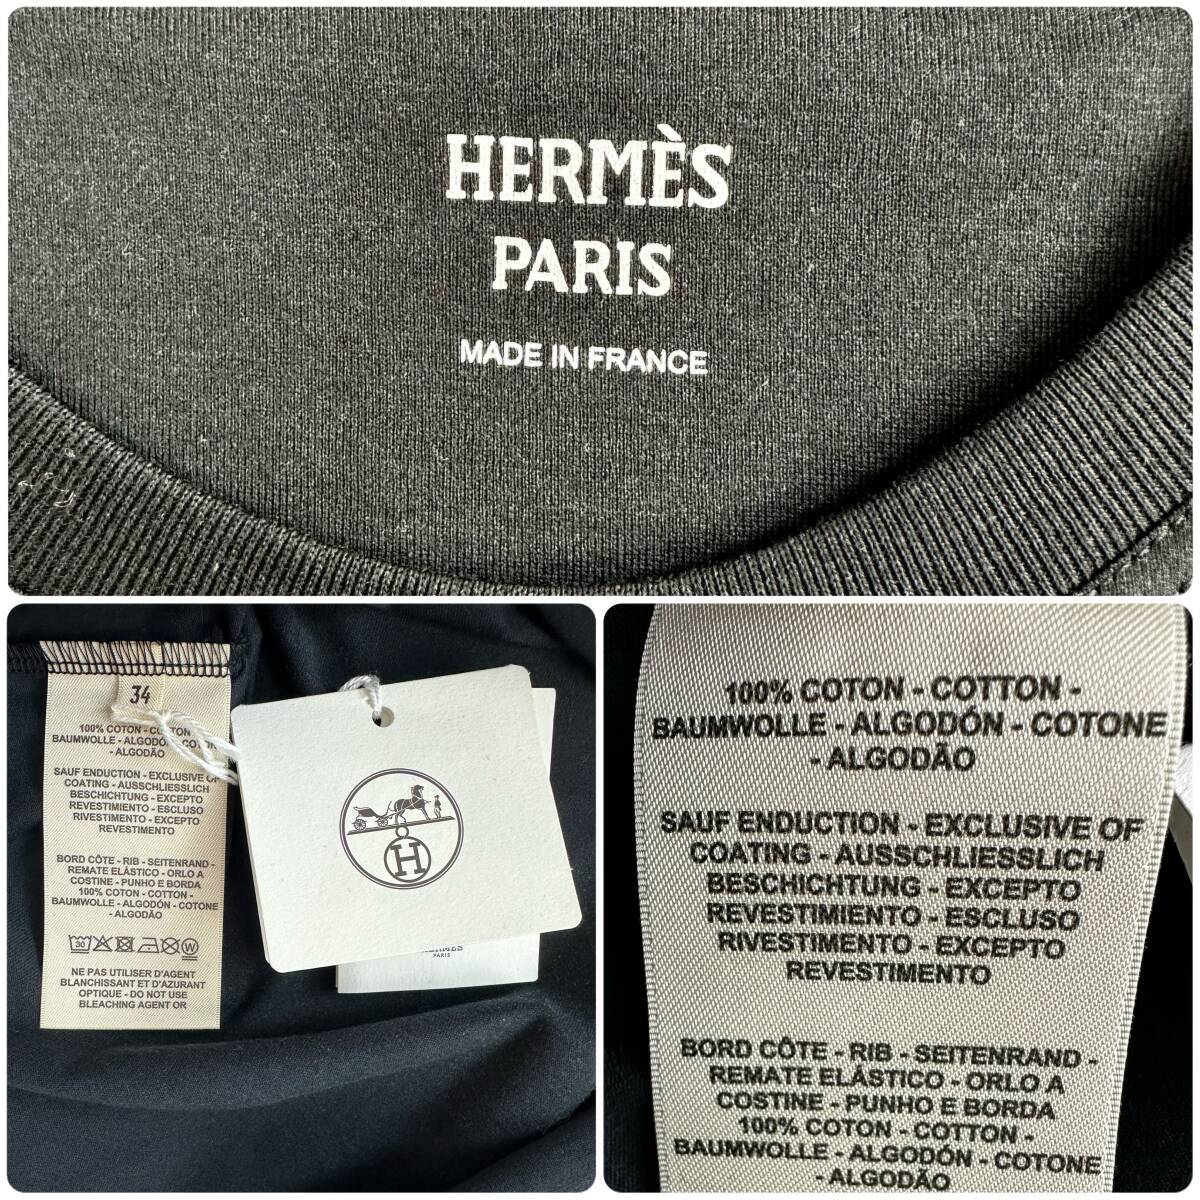 HERMÈS
PARIS
MADE IN FRANCE
34
100% COTON - COTTON
BAUMWOLLE - ALGODÓN - COTONE
- ALGODÃO
SAUF ENDUCTION - EXCLUSIVE OF
COATING - AUSSCHLIESSLICH
BESCHICHTUNG - EXCEPTO
REVESTIMIENTO - ESCLUSO
RIVESTIMENTO - EXCEPTO
REVESTIMENTO
BORD CÔTE - RIB - SEITENRAND -
REMATE ELÁSTICO - ORLO A
COSTINE - PUNHO E BORDA
100% COTON - COTTON -
BAUMWOLLE - ALGODÓN - COTONE
- ALGODÃO
30
W
NE PAS UTILISER D'AGENT
BLANCHISSANT ET D'AZURANT
OPTIQUE - DO NOT USE
BLEACHING AGENT OR
H
HERMÈS
PARIS
100% COTON - COTTON -
BAUMWOLLE - ALGODÓN - COTONE
- ALGODÃO
SAUF ENDUCTION - EXCLUSIVE OF
COATING - AUSSCHLIESSLICH
BESCHICHTUNG - EXCEPTO
REVESTIMIENTO - ESCLUSO
RIVESTIMENTO - EXCEPTO
REVESTIMENTO
BORD CÔTE - RIB - SEITENRAND -
REMATE ELÁSTICO - ORLO A
COSTINE - PUNHO E BORDA
100% COTON - COTTON -
BAUMWOLLE - ALGODÓN - COTONE
- ALGODÃO